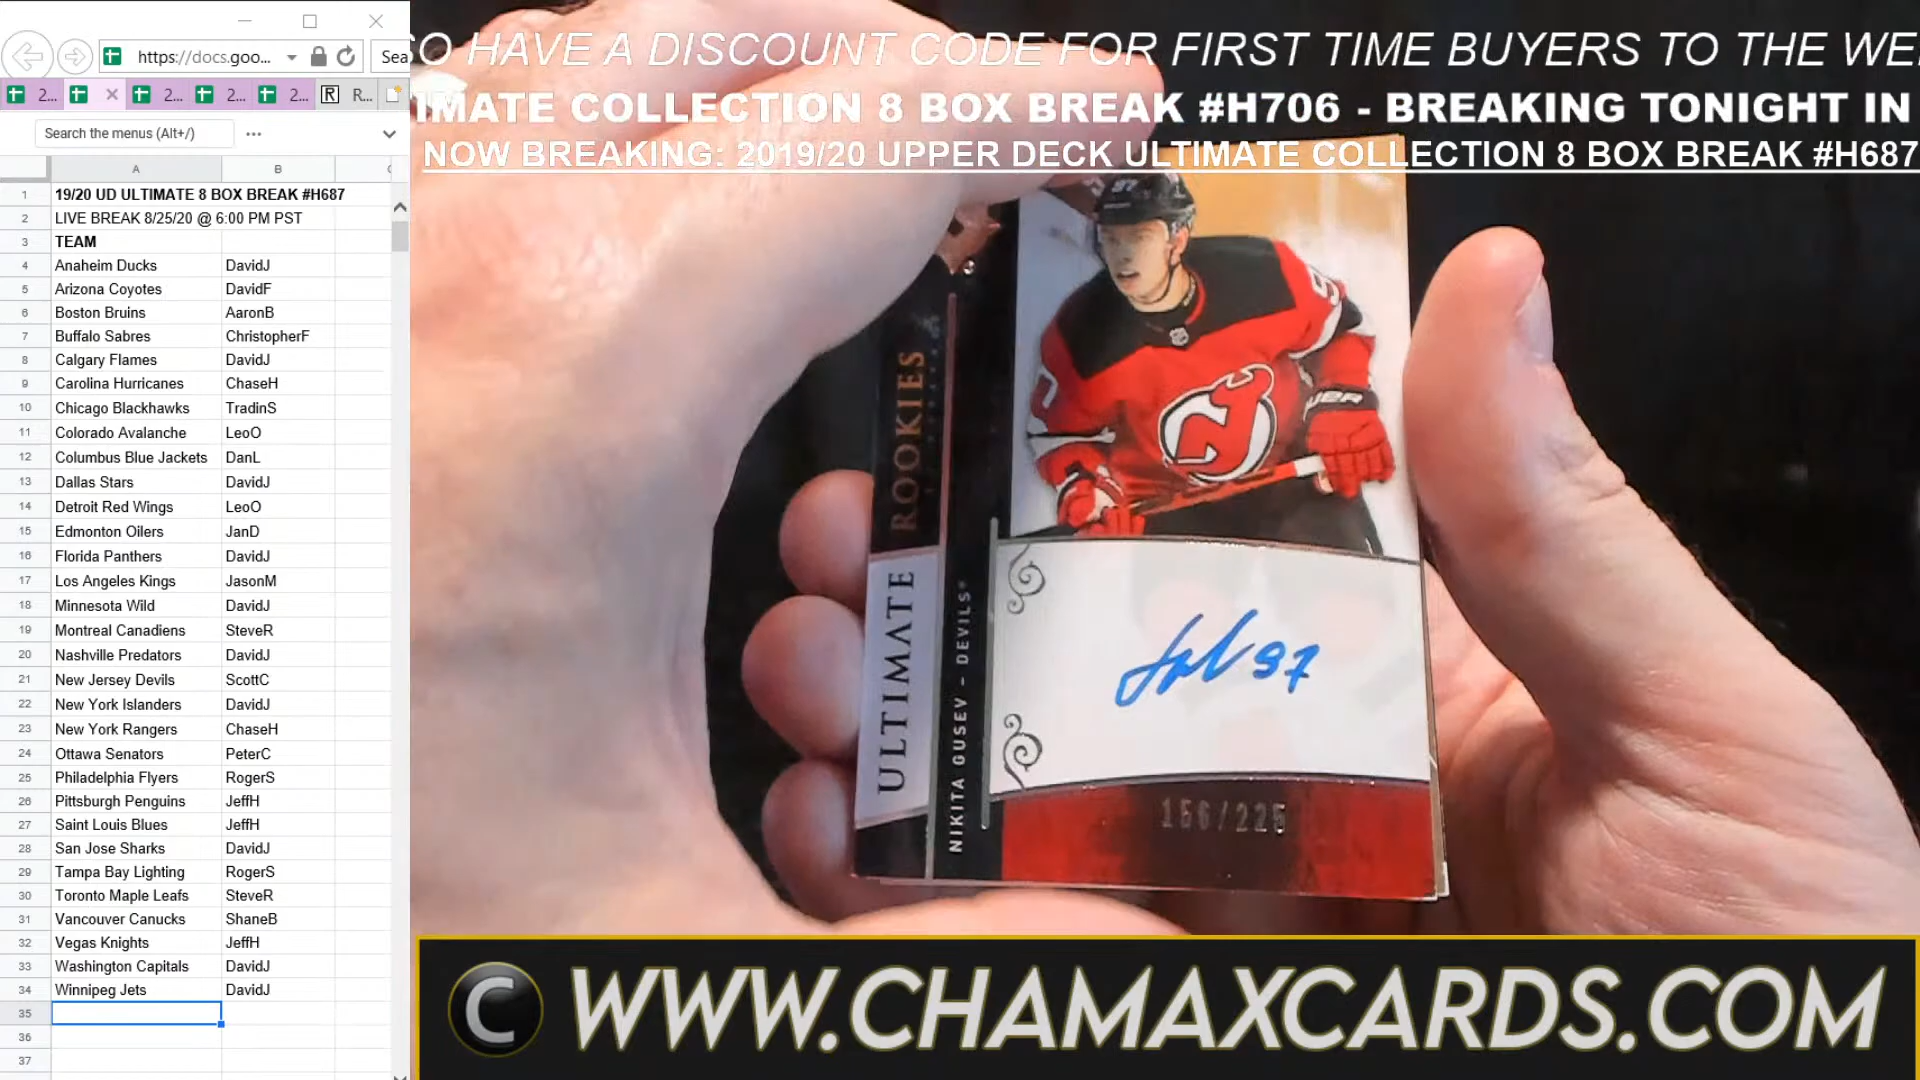 https://docs.goo...
Sea
2...
2...
2...
2...
R R...
Search the menus (Alt+/)
A B
1 19/20 UD ULTIMATE 8 BOX BREAK #H687
2 LIVE BREAK 8/25/20 @ 6:00 PM PST
3 TEAM
4 Anaheim Ducks DavidJ
5 Arizona Coyotes DavidF
6 Boston Bruins AaronB
7 Buffalo Sabres ChristopherF
8 Calgary Flames DavidJ
9 Carolina Hurricanes ChaseH
10 Chicago Blackhawks TradinS
11 Colorado Avalanche LeoO
12 Columbus Blue Jackets DanL
13 Dallas Stars DavidJ
14 Detroit Red Wings LeoO
15 Edmonton Oilers JanD
16 Florida Panthers DavidJ
17 Los Angeles Kings JasonM
18 Minnesota Wild DavidJ
19 Montreal Canadiens SteveR
20 Nashville Predators DavidJ
21 New Jersey Devils ScottC
22 New York Islanders DavidJ
23 New York Rangers ChaseH
24 Ottawa Senators PeterC
25 Philadelphia Flyers RogerS
26 Pittsburgh Penguins JeffH
27 Saint Louis Blues JeffH
28 San Jose Sharks DavidJ
29 Tampa Bay Lighting RogerS
30 Toronto Maple Leafs SteveR
31 Vancouver Canucks ShaneB
32 Vegas Knights JeffH
33 Washington Capitals DavidJ
34 Winnipeg Jets DavidJ
35
36
37
SO HAVE A DISCOUNT CODE FOR FIRST TIME BUYERS TO THE WE
IMATE COLLECTION 8 BOX BREAK #H706 - BREAKING TONIGHT IN
NOW BREAKING: 2019/20 UPPER DECK ULTIMATE COLLECTION 8 BOX BREAK #H687
ULTIMATE ROOKIES
NIKITA GUSEV - DEVILS
97
156/225
C WWW.CHAMAXCARDS.COM